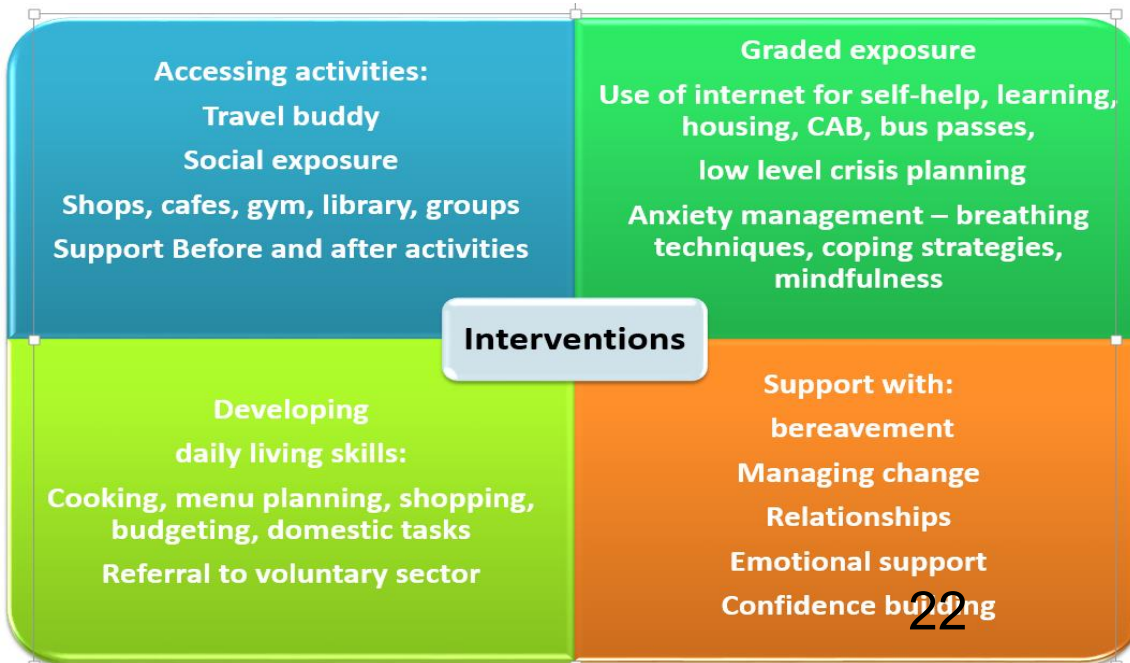 Accessing activities:
Travel buddy
Social exposure
Shops, cafes, gym, library, groups
Support Before and after activities
Graded exposure
Use of internet for self-help, learning,
housing, CAB, bus passes,
low level crisis planning
Anxiety management – breathing
techniques, coping strategies,
mindfulness
Interventions
Developing
daily living skills:
Cooking, menu planning, shopping,
budgeting, domestic tasks
Referral to voluntary sector
Support with:
bereavement
Managing change
Relationships
Emotional support
Confidence building
22